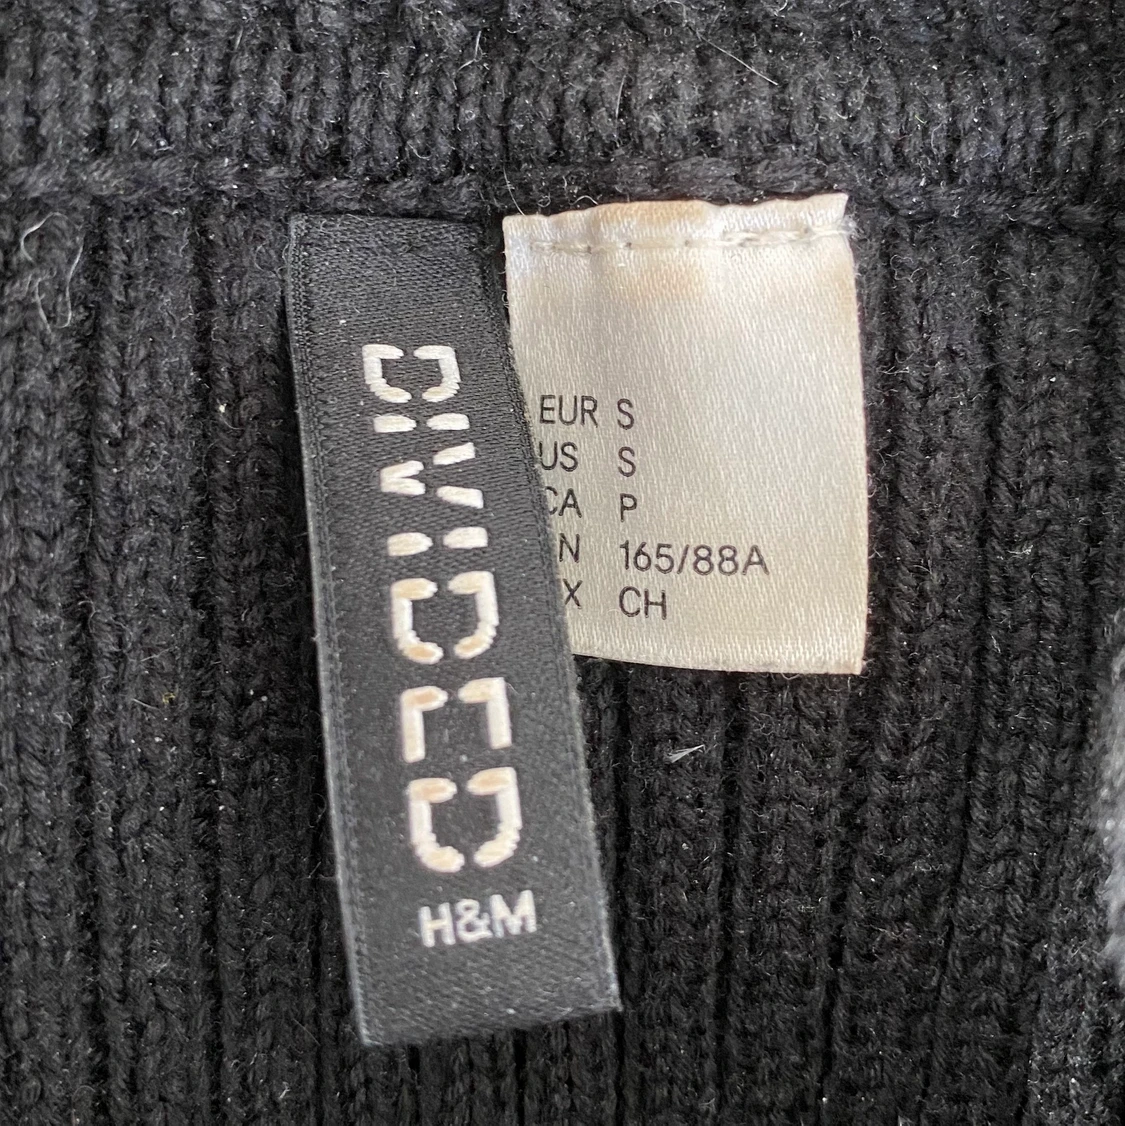 DIVIDED
H&M
EUR S
US S
CA P
N 165/88A
X CH